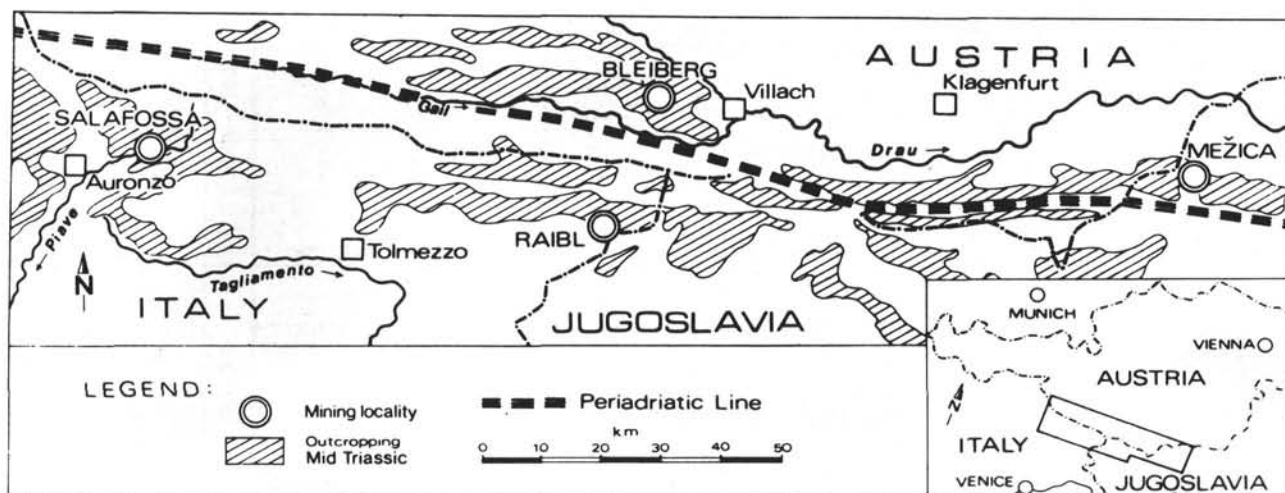 AUSTRIA
BLEIBERG
Villach
Klagenfurt
Gail →
SALAFOSSA
Drau →
MEŽICA
Auronzo
Piave
RAIBL
Tolmezzo
N
Tagliamento →
ITALY
JUGOSLAVIA
MUNICH
VIENNA
AUSTRIA
N
ITALY
VENICE
JUGOSLAVIA
LEGEND:
Mining locality
Outcropping
Mid Triassic
Periadriatic Line
km
0 10 20 30 40 50